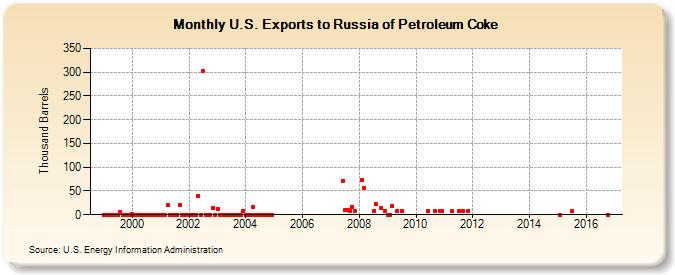 Monthly U.S. Exports to Russia of Petroleum Coke
Thousand Barrels
350
300
250
200
150
100
50
0
2000 2002 2004 2006 2008 2010 2012 2014 2016
Source: U.S. Energy Information Administration